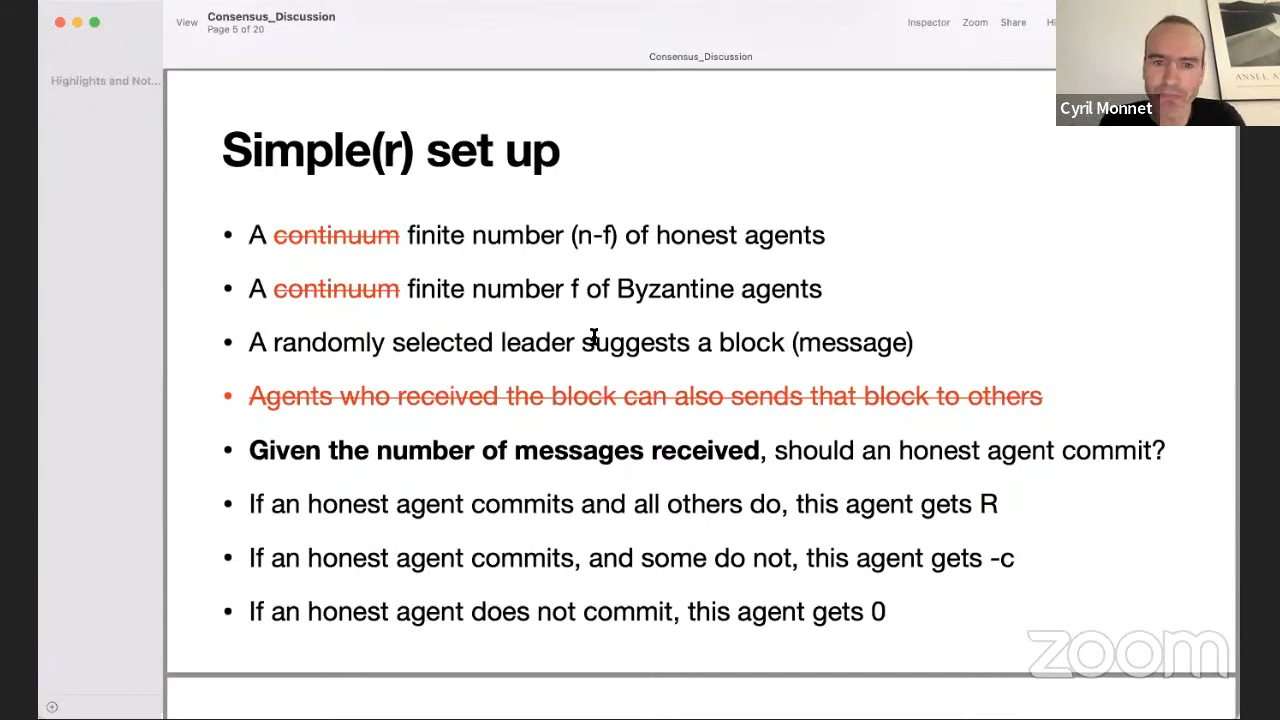 View
Consensus_Discussion
Page 5 of 20
Inspector Zoom Share
Consensus_Discussion
Highlights and Not...
Cyril Monnet
Simple(r) set up
• A continuum finite number (n-f) of honest agents
• A continuum finite number f of Byzantine agents
• A randomly selected leader suggests a block (message)
• Agents who received the block can also sends that block to others
• Given the number of messages received, should an honest agent commit?
• If an honest agent commits and all others do, this agent gets R
• If an honest agent commits, and some do not, this agent gets -c
• If an honest agent does not commit, this agent gets 0
zoom